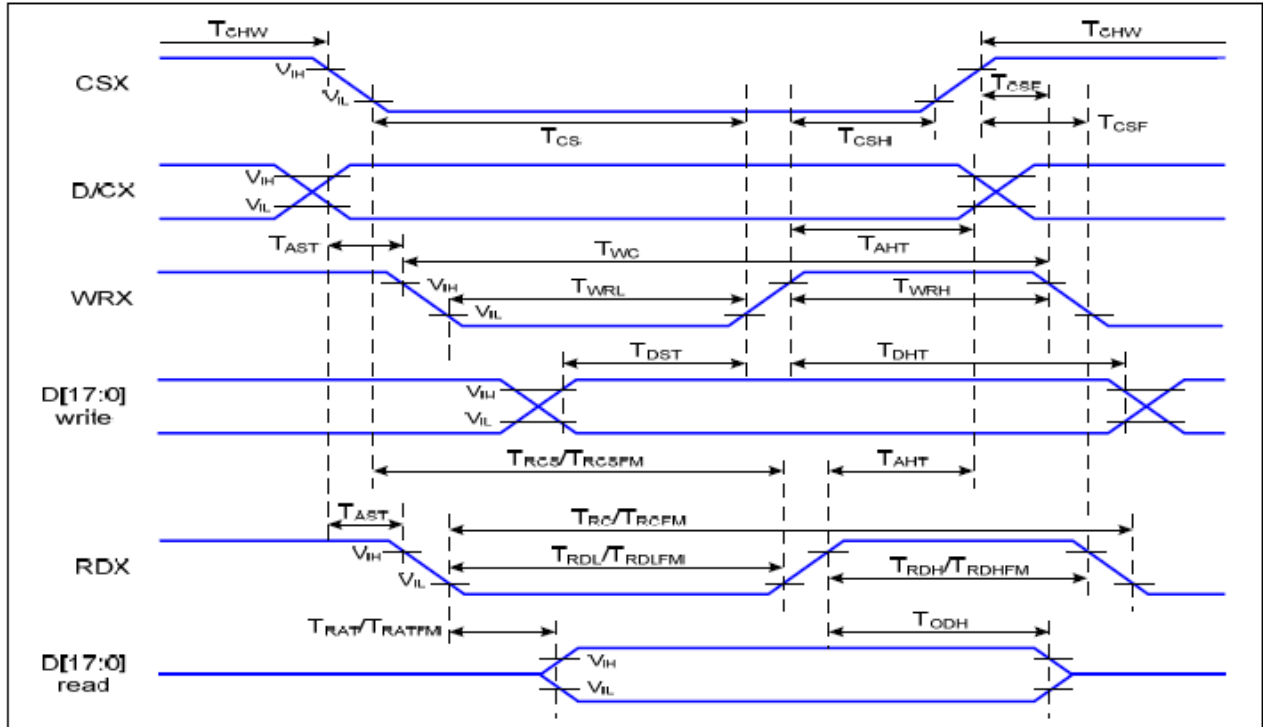 TCHW TCHW
CSX VIH VIL TCSF
TCS TCSH TCSF
D/CX VIH VIL
TAST TWC TAHT
WRX VIH VIL TWRL TWRH
TDST TDHT
D[17:0] write VIH VIL
TRCS/TRCSFM TAHT
TAST TRC/TRCFM
RDX VIH VIL TRDL/TRDLFM TRDH/TRDHFM
TRAT/TRATFM TODH
D[17:0] read VIH VIL